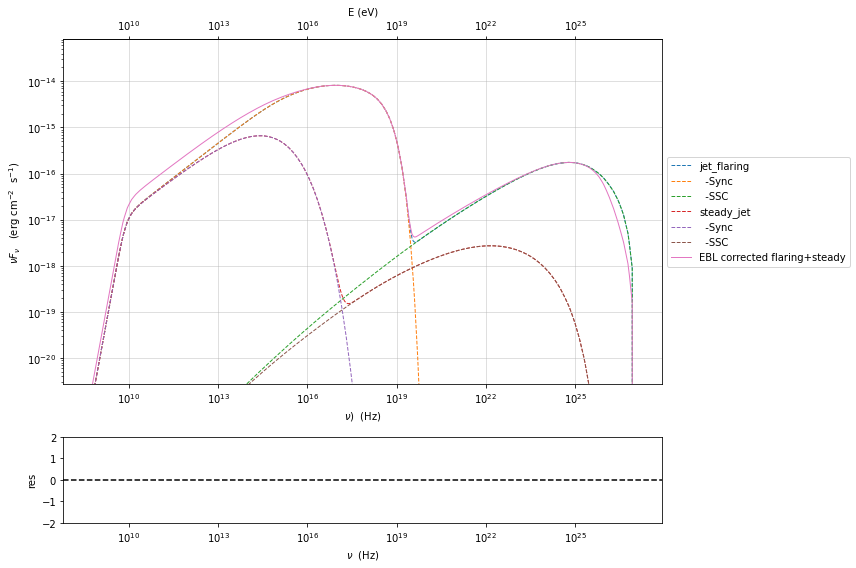 E (eV)
10^10 10^13 10^16 10^19 10^22 10^25
10^−14
10^−15
10^−16
10^−17
10^−18
10^−19
10^−20
νF_ν (erg cm^−2 s^−1)
10^10 10^13 10^16 10^19 10^22 10^25
ν) (Hz)
jet_flaring
-Sync
-SSC
steady_jet
-Sync
-SSC
EBL corrected flaring+steady
2
1
0
−1
−2
res
10^10 10^13 10^16 10^19 10^22 10^25
ν (Hz)